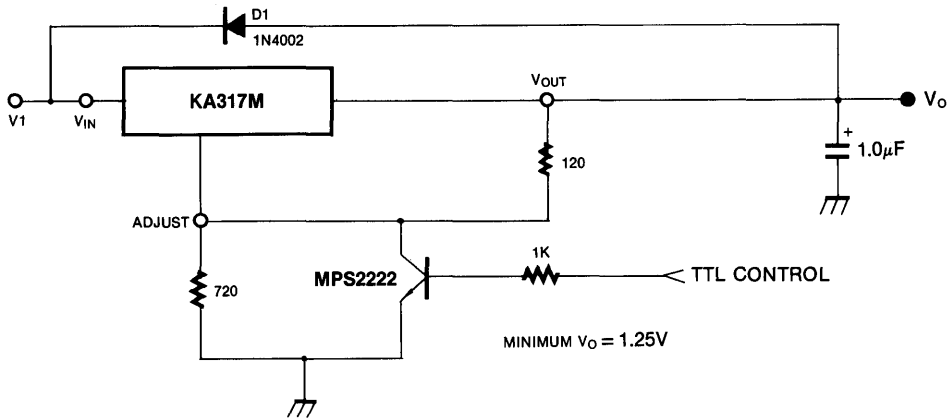 D1
1N4002
KA317M
V1
VIN
VOUT
VO
+
1.0μF
120
ADJUST
720
MPS2222
1K
TTL CONTROL
MINIMUM VO = 1.25V